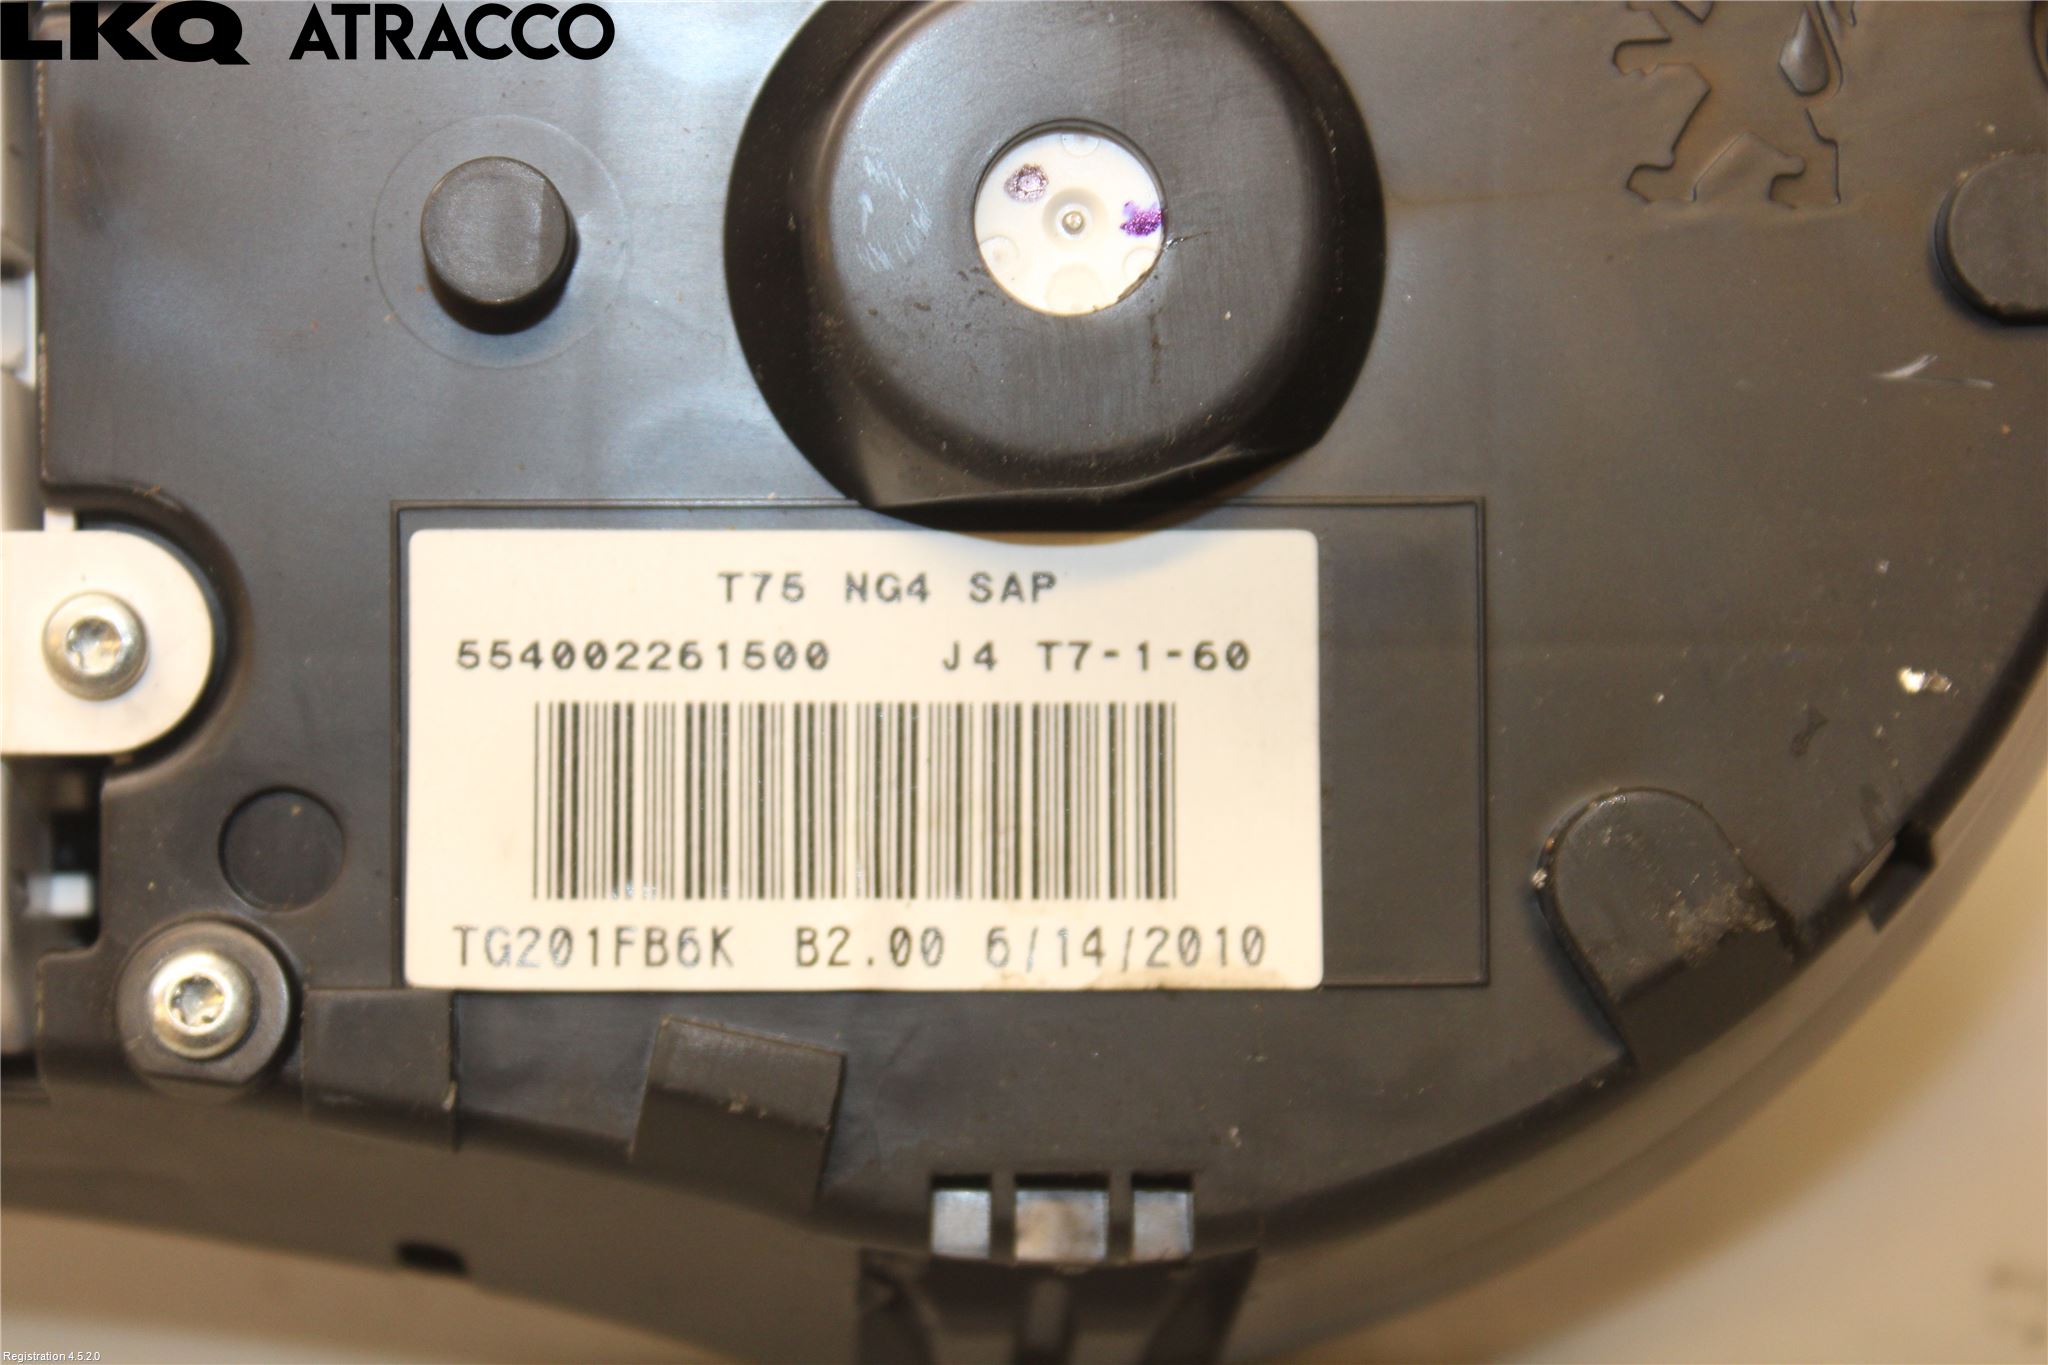 LKQ ATRACCO
T75 NG4 SAP
554002261500 J4 T7-1-60
TG201FB6K B2.00 6/14/2010
Registration 4.5.2.0